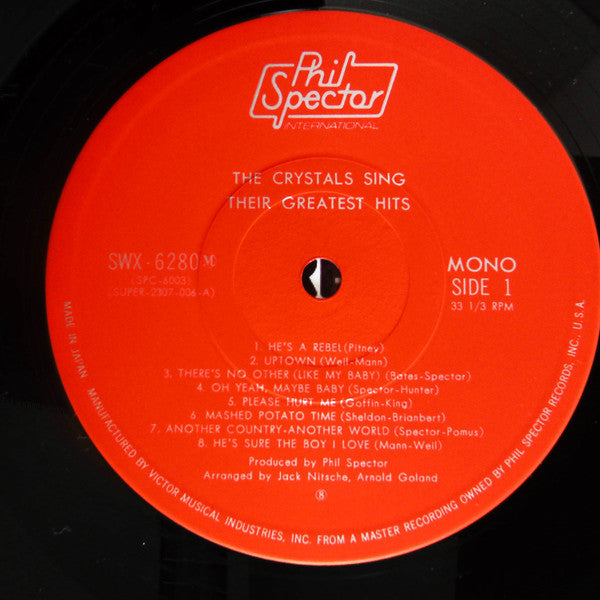 Phil
Spector
INTERNATIONAL
THE CRYSTALS SING
THEIR GREATEST HITS
SWX-6280 M
(SPC-6003)
(SUPER-2307-006-A)
MONO
SIDE 1
33 1/3 RPM
1. HE'S A REBEL(Pitney)
2. UPTOWN (Weil-Mann)
3. THERE'S NO OTHER (LIKE MY BABY) (Bates-Spector)
4. OH YEAH, MAYBE BABY (Spector-Hunter)
5. PLEASE HURT ME (Goffin-King)
6. MASHED POTATO TIME (Sheldon-Brianbert)
7. ANOTHER COUNTRY-ANOTHER WORLD (Spector-Pomus)
8. HE'S SURE THE BOY I LOVE (Mann-Weil)
Produced by Phil Spector
Arranged by Jack Nitsche, Arnold Goland
Ⓑ
MADE IN JAPAN MANUFACTURED BY VICTOR MUSICAL INDUSTRIES, INC. FROM A MASTER RECORDING OWNED BY PHIL SPECTOR RECORDS, INC. U.S.A.